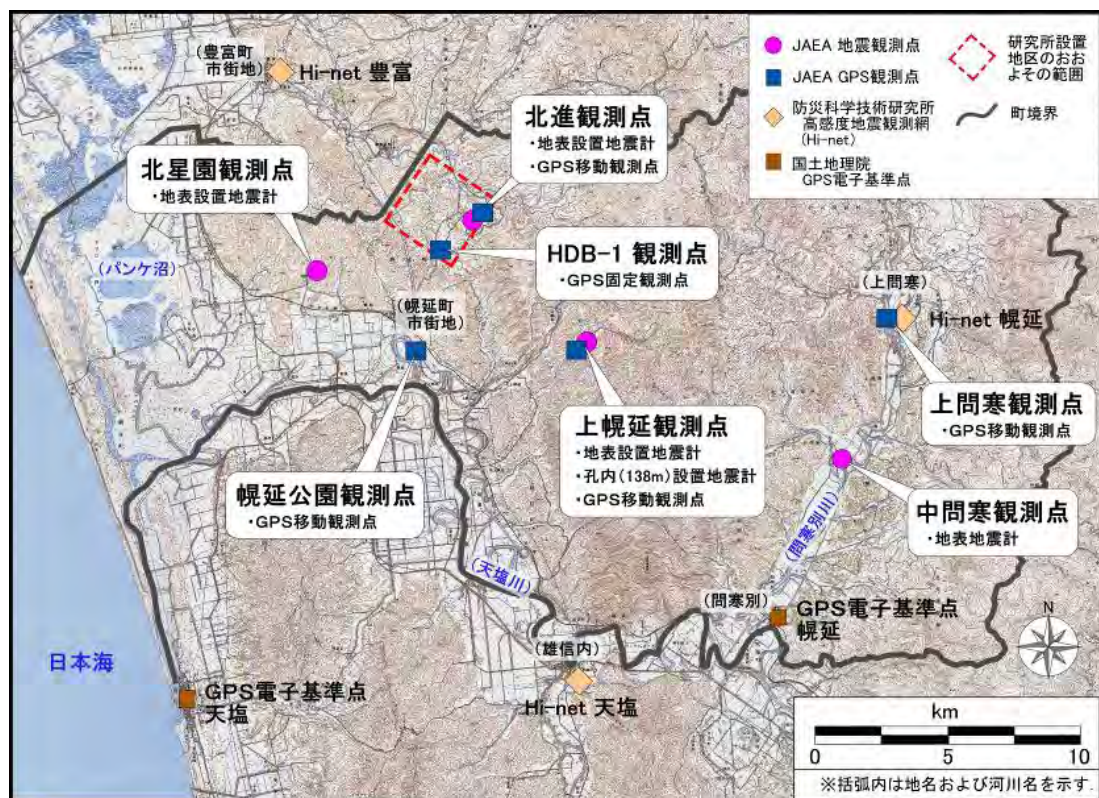 (豊富町
市街地)
Hi-net 豊富
北進観測点
・地表設置地震計
・GPS移動観測点
北星園観測点
・地表設置地震計
HDB-1 観測点
・GPS固定観測点
(パンケ沼)
(幌延町
市街地)
(上問寒)
Hi-net 幌延
上問寒観測点
・GPS移動観測点
上幌延観測点
・地表設置地震計
・孔内(138m)設置地震計
・GPS移動観測点
幌延公園観測点
・GPS移動観測点
中問寒観測点
・地表地震計
(問寒別川)
(天塩川)
(問寒別)
GPS電子基準点
幌延
(雄信内)
Hi-net 天塩
日本海
GPS電子基準点
天塩
JAEA 地震観測点
JAEA GPS観測点
防災科学技術研究所
高感度地震観測網
(Hi-net)
国土地理院
GPS電子基準点
研究所設置
地区のおお
よその範囲
町境界
N
km
0 5 10
※括弧内は地名および河川名を示す.